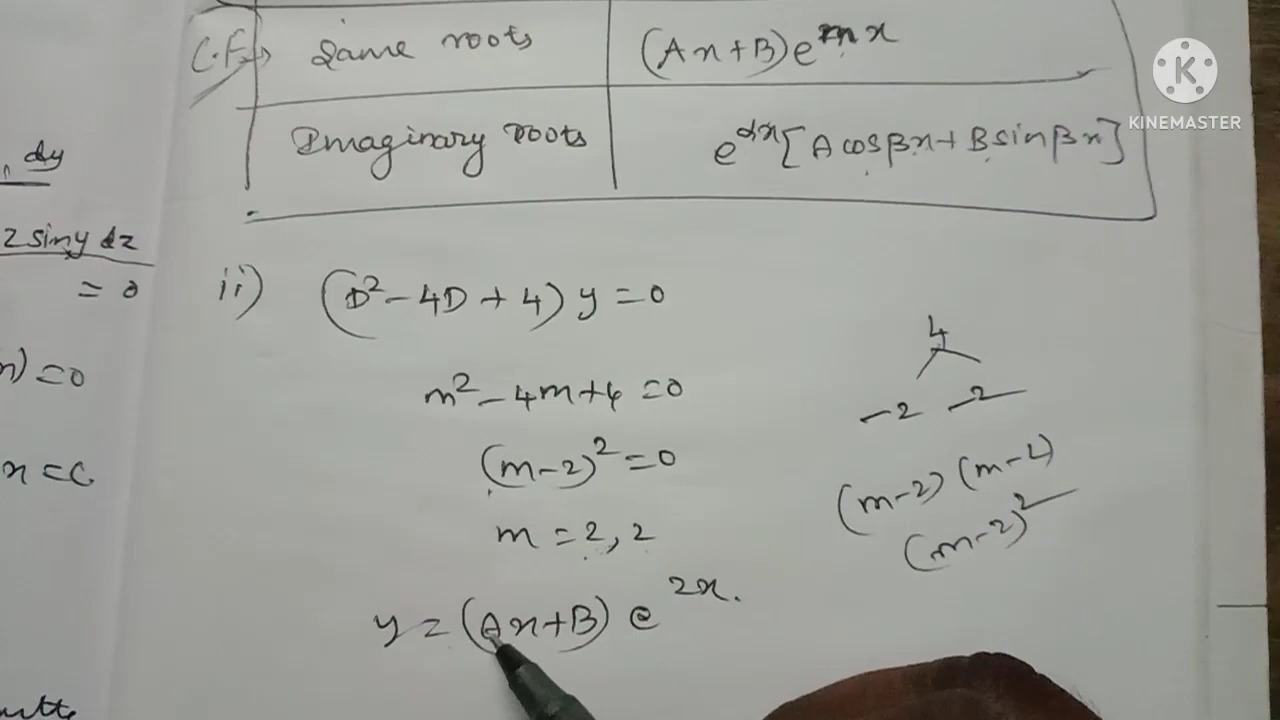 C.F. Same roots (Ax+B)e^mx
Imaginary roots e^αx[A cosβx+B sinβx]
KINEMASTER
dy
z siny dz
= 0
ii) (D²-4D+4)y=0
4
-2 -2
) =0
m²-4m+4=0
x =C
(m-2)²=0
(m-2) (m-2)
m=2,2
(m-2)²
y=(Ax+B) e^2x.